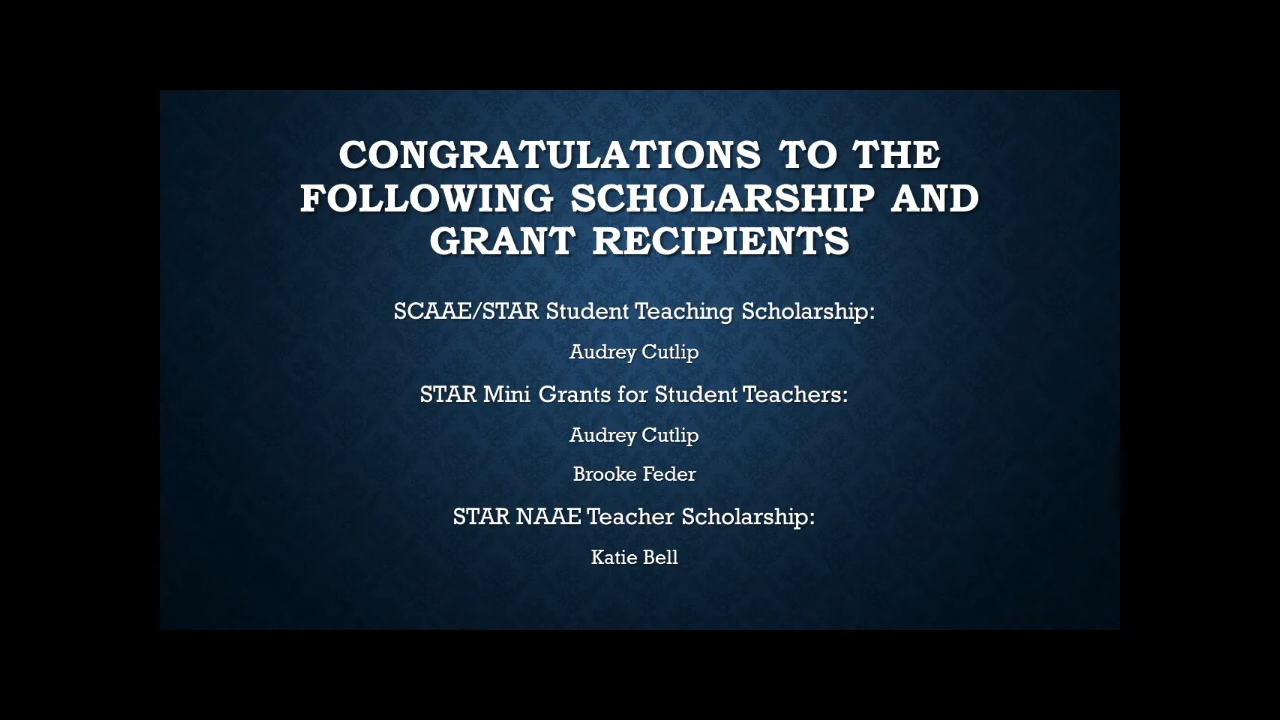 CONGRATULATIONS TO THE
FOLLOWING SCHOLARSHIP AND
GRANT RECIPIENTS
SCAAE/STAR Student Teaching Scholarship:
Audrey Cutlip
STAR Mini Grants for Student Teachers:
Audrey Cutlip
Brooke Feder
STAR NAAE Teacher Scholarship:
Katie Bell